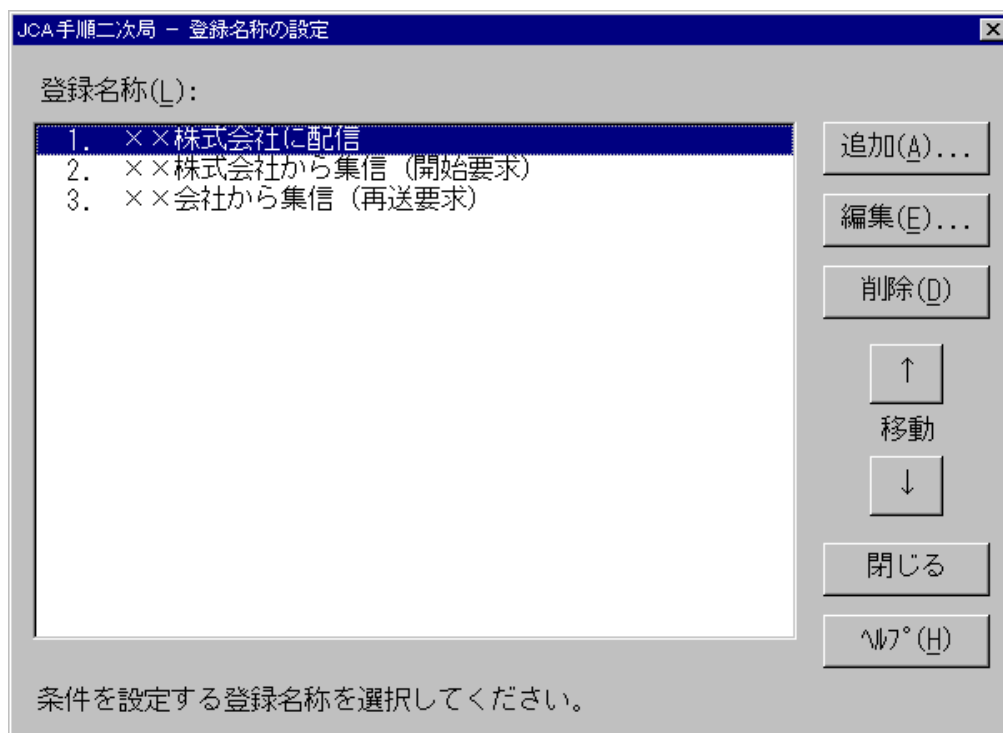 JCA手順二次局 － 登録名称の設定
登録名称(L):
1. ××株式会社に配信
2. ××株式会社から集信（開始要求）
3. ××会社から集信（再送要求）
追加(A)...
編集(E)...
削除(D)
↑
移動
↓
閉じる
ﾍﾙﾌﾟ(H)
条件を設定する登録名称を選択してください。